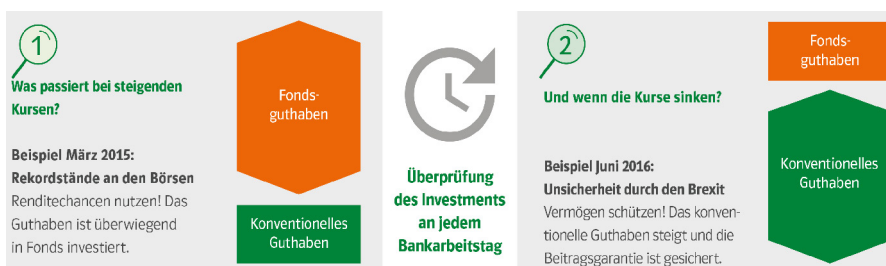 1
Was passiert bei steigenden
Kursen?
Beispiel März 2015:
Rekordstände an den Börsen
Renditechancen nutzen! Das
Guthaben ist überwiegend
in Fonds investiert.
Fonds-
guthaben
Konventionelles
Guthaben
Überprüfung
des Investments
an jedem
Bankarbeitstag
2
Und wenn die Kurse sinken?
Beispiel Juni 2016:
Unsicherheit durch den Brexit
Vermögen schützen! Das konven-
tionelle Guthaben steigt und die
Beitragsgarantie ist gesichert.
Fonds-
guthaben
Konventionelles
Guthaben